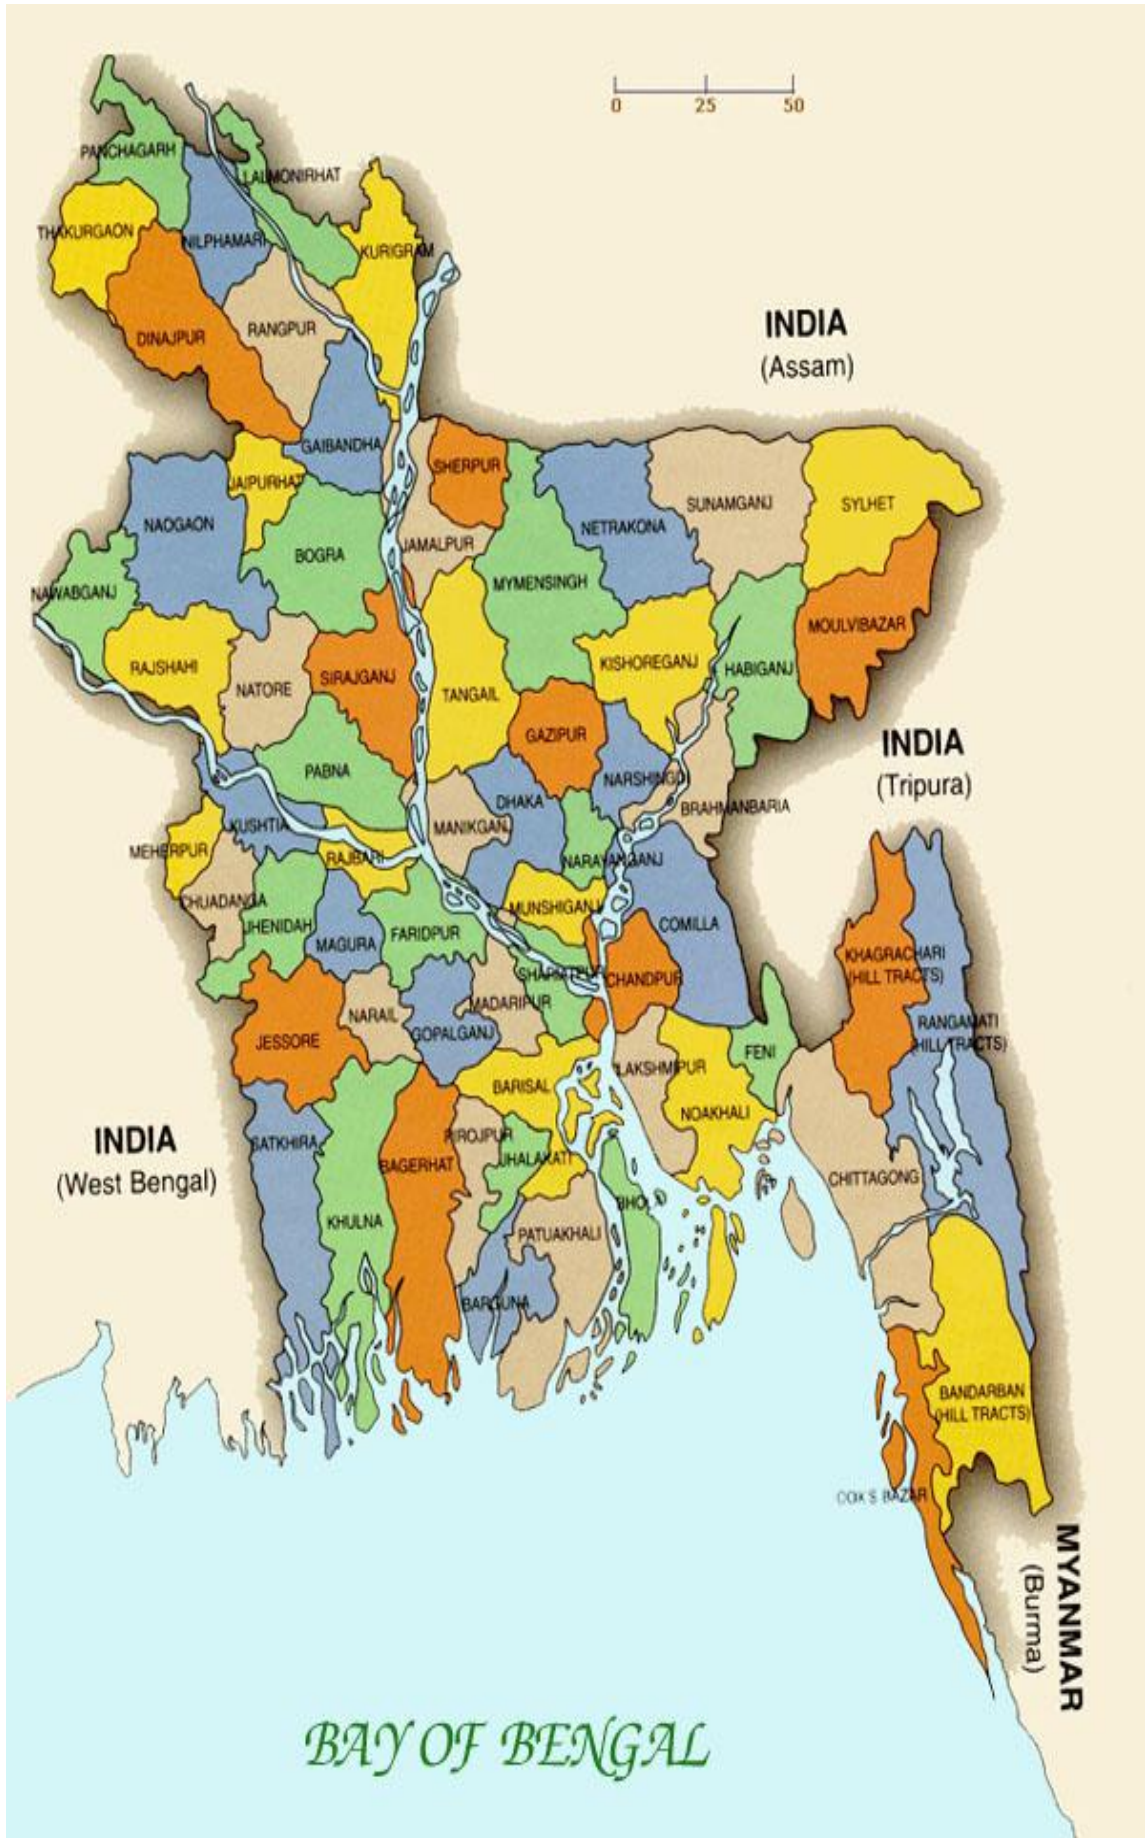 0 25 50
PANCHAGARH
LALMONIRHAT
THAKURGAON
NILPHAMARI
KURIGRAM
DINAJPUR
RANGPUR
INDIA
(Assam)
GAIBANDHA
SHERPUR
JAIPURHAT
NAOGAON
SUNAMGANJ
SYLHET
NETRAKONA
BOGRA
JAMALPUR
MYMENSINGH
NAWABGANJ
MOULVIBAZAR
RAJSHAHI
KISHOREGANJ
HABIGANJ
SIRAJGANJ
NATORE
TANGAIL
GAZIPUR
INDIA
(Tripura)
PABNA
NARSHINGDI
DHAKA
BRAHMANBARIA
KUSHTIA
MANIKGANJ
MEHERPUR
RAJBARI
NARAYANGANJ
CHUADANGA
MUNSHIGANJ
JHENIDAH
MAGURA
FARIDPUR
COMILLA
KHAGRACHARI
(HILL TRACTS)
SHARIATPUR
CHANDPUR
MADARIPUR
NARAIL
GOPALGANJ
JESSORE
RANGAMATI
(HILL TRACTS)
FENI
LAKSHMIPUR
BARISAL
NOAKHALI
INDIA
(West Bengal)
SATKHIRA
PIROJPUR
JHALAKATI
BAGERHAT
CHITTAGONG
BHOLA
KHULNA
PATUAKHALI
BARGUNA
BANDARBAN
(HILL TRACTS)
COX S BAZAR
MYANMAR
(Burma)
BAY OF BENGAL